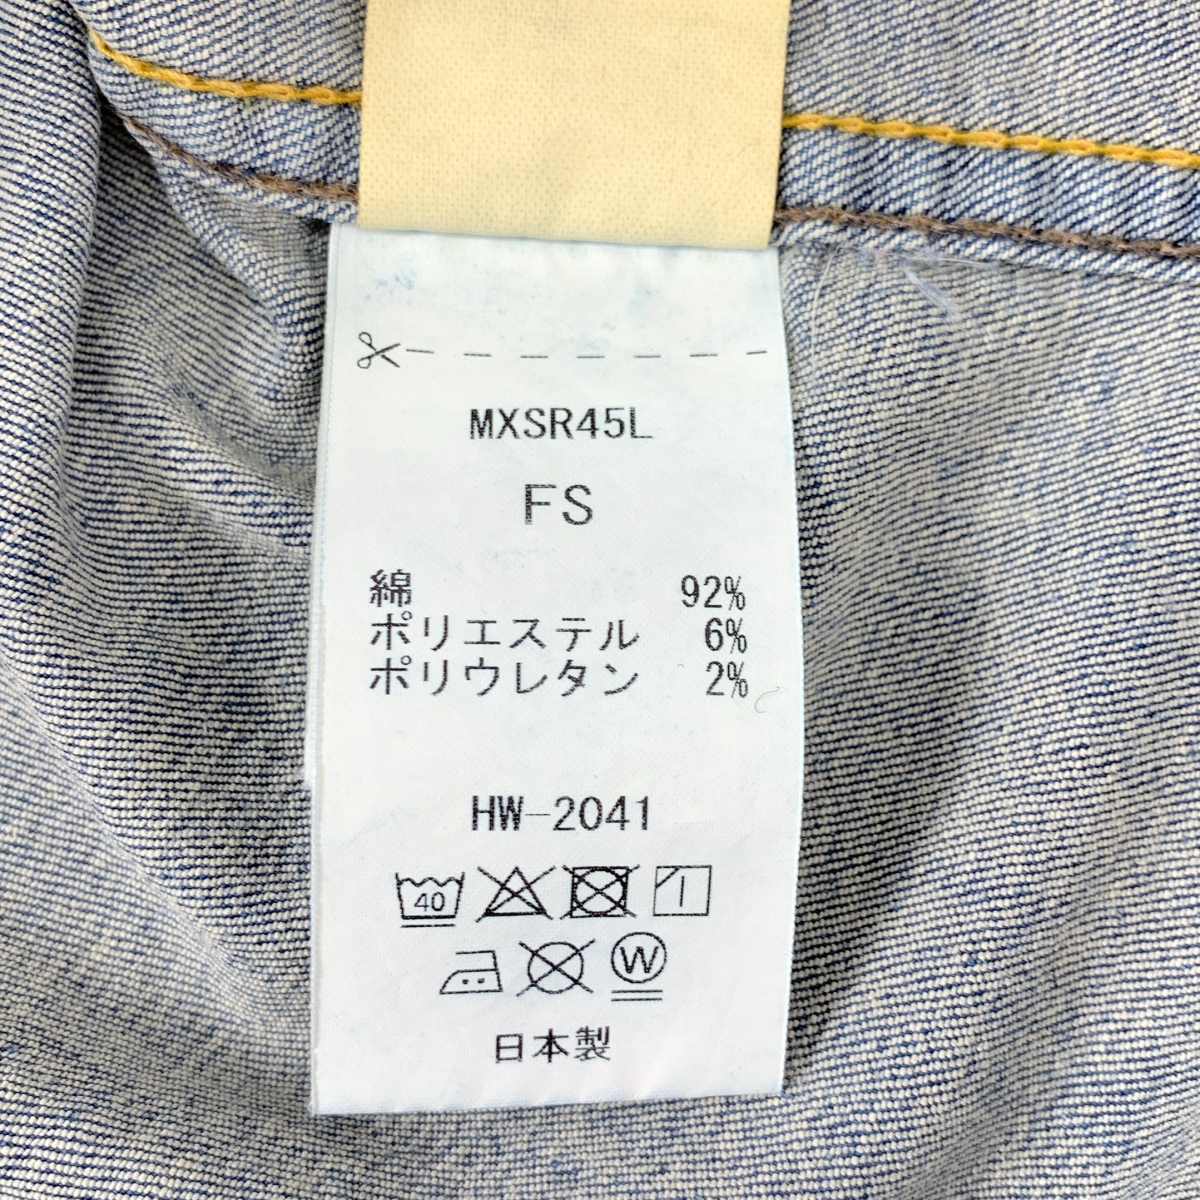 MXSR45L
FS
綿 92%
ポリエステル 6%
ポリウレタン 2%
HW-2041
40
W
日本製